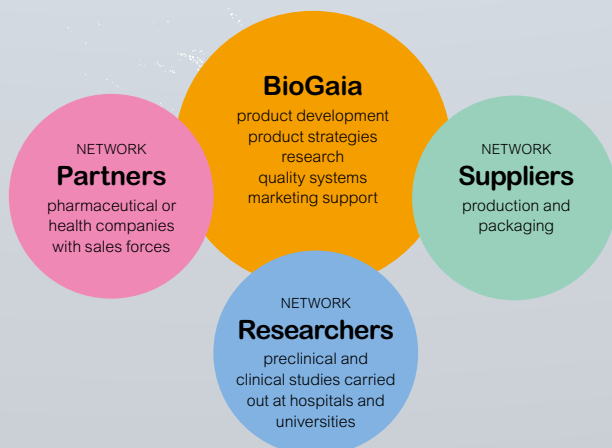 BioGaia
product development
product strategies
research
quality systems
marketing support
NETWORK
Partners
pharmaceutical or
health companies
with sales forces
NETWORK
Suppliers
production and
packaging
NETWORK
Researchers
preclinical and
clinical studies carried
out at hospitals and
universities